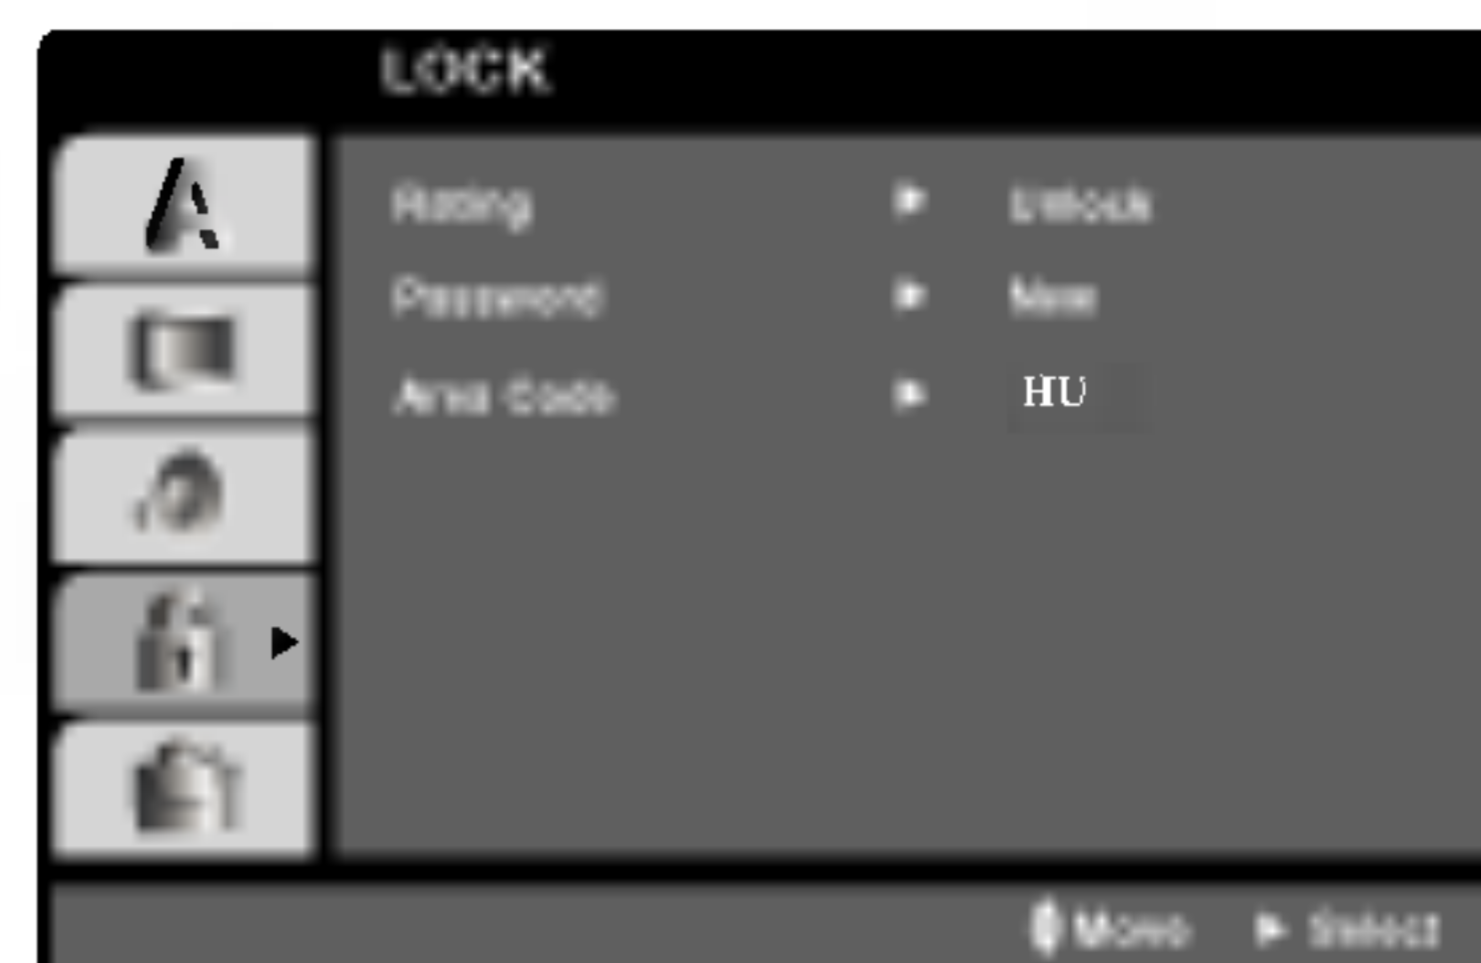 LOCK
Rating ► Unlock
Password ► New
Area Code ► HU
Move ► Select